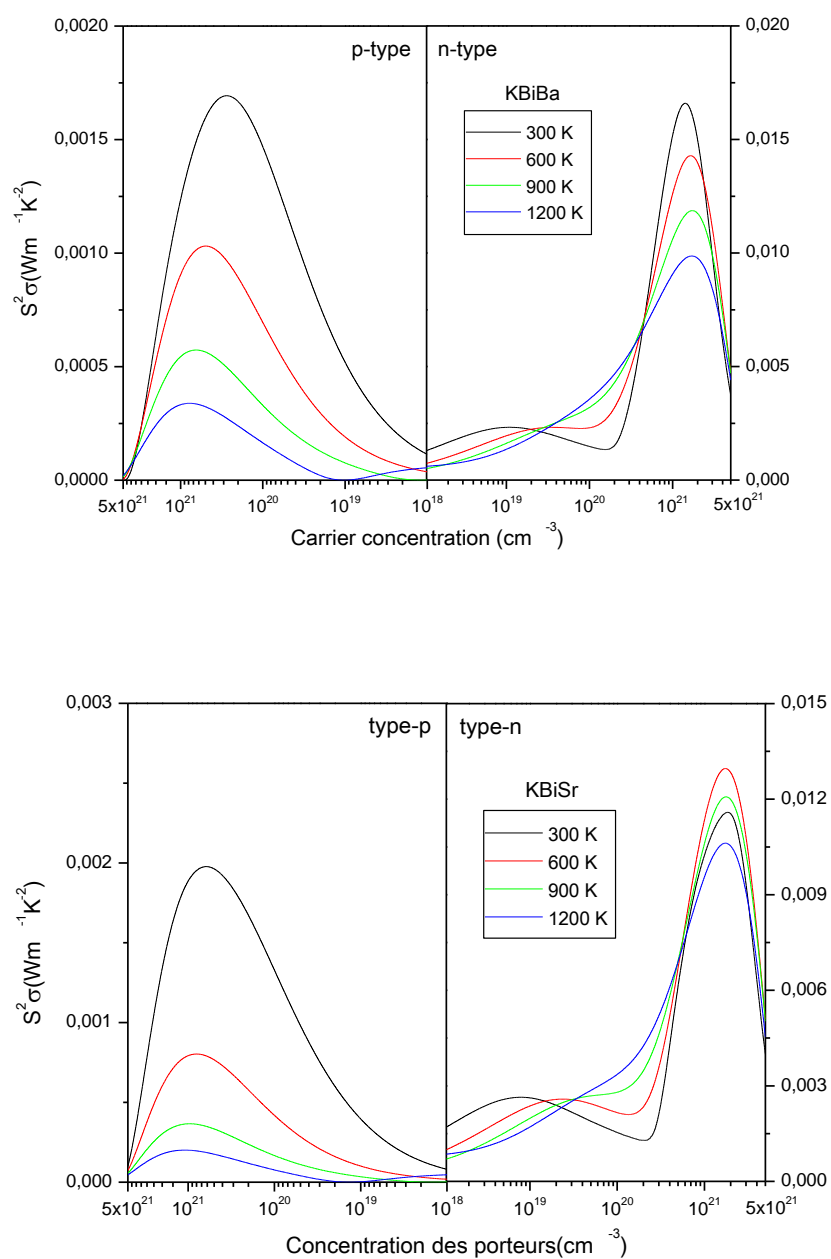 0,0020
0,0015
0,0010
0,0005
0,0000
S² σ(Wm ⁻¹K⁻²)
p-type
n-type
KBiBa
300 K
600 K
900 K
1200 K
0,020
0,015
0,010
0,005
0,000
5x10²¹ 10²¹ 10²⁰ 10¹⁹ 10¹⁸ 10¹⁹ 10²⁰ 10²¹ 5x10²¹
Carrier concentration (cm ⁻³)
0,003
0,002
0,001
0,000
S² σ(Wm ⁻¹K⁻²)
type-p
type-n
KBiSr
300 K
600 K
900 K
1200 K
0,015
0,012
0,009
0,006
0,003
0,000
5x10²¹ 10²¹ 10²⁰ 10¹⁹ 10¹⁸ 10¹⁹ 10²⁰ 10²¹ 5x10²¹
Concentration des porteurs(cm ⁻³)